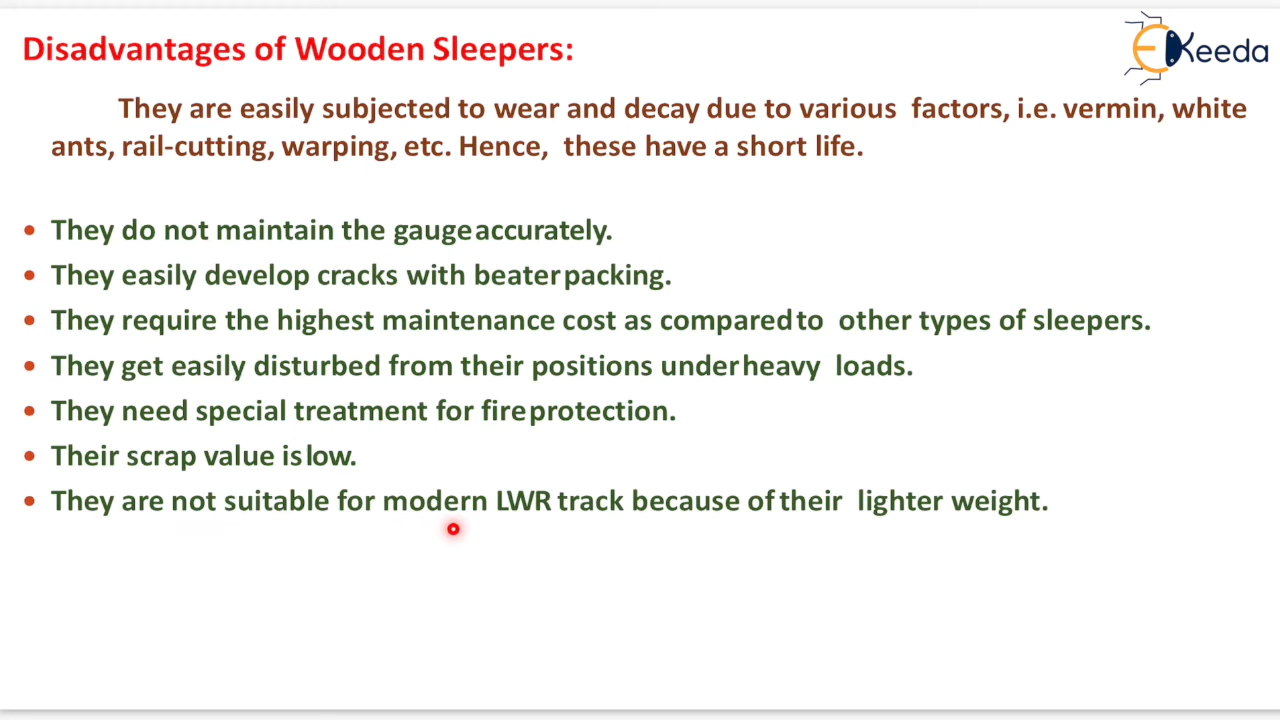 Disadvantages of Wooden Sleepers:
EKeeda
They are easily subjected to wear and decay due to various factors, i.e. vermin, white
ants, rail-cutting, warping, etc. Hence, these have a short life.
• They do not maintain the gauge accurately.
• They easily develop cracks with beater packing.
• They require the highest maintenance cost as compared to other types of sleepers.
• They get easily disturbed from their positions under heavy loads.
• They need special treatment for fire protection.
• Their scrap value is low.
• They are not suitable for modern LWR track because of their lighter weight.